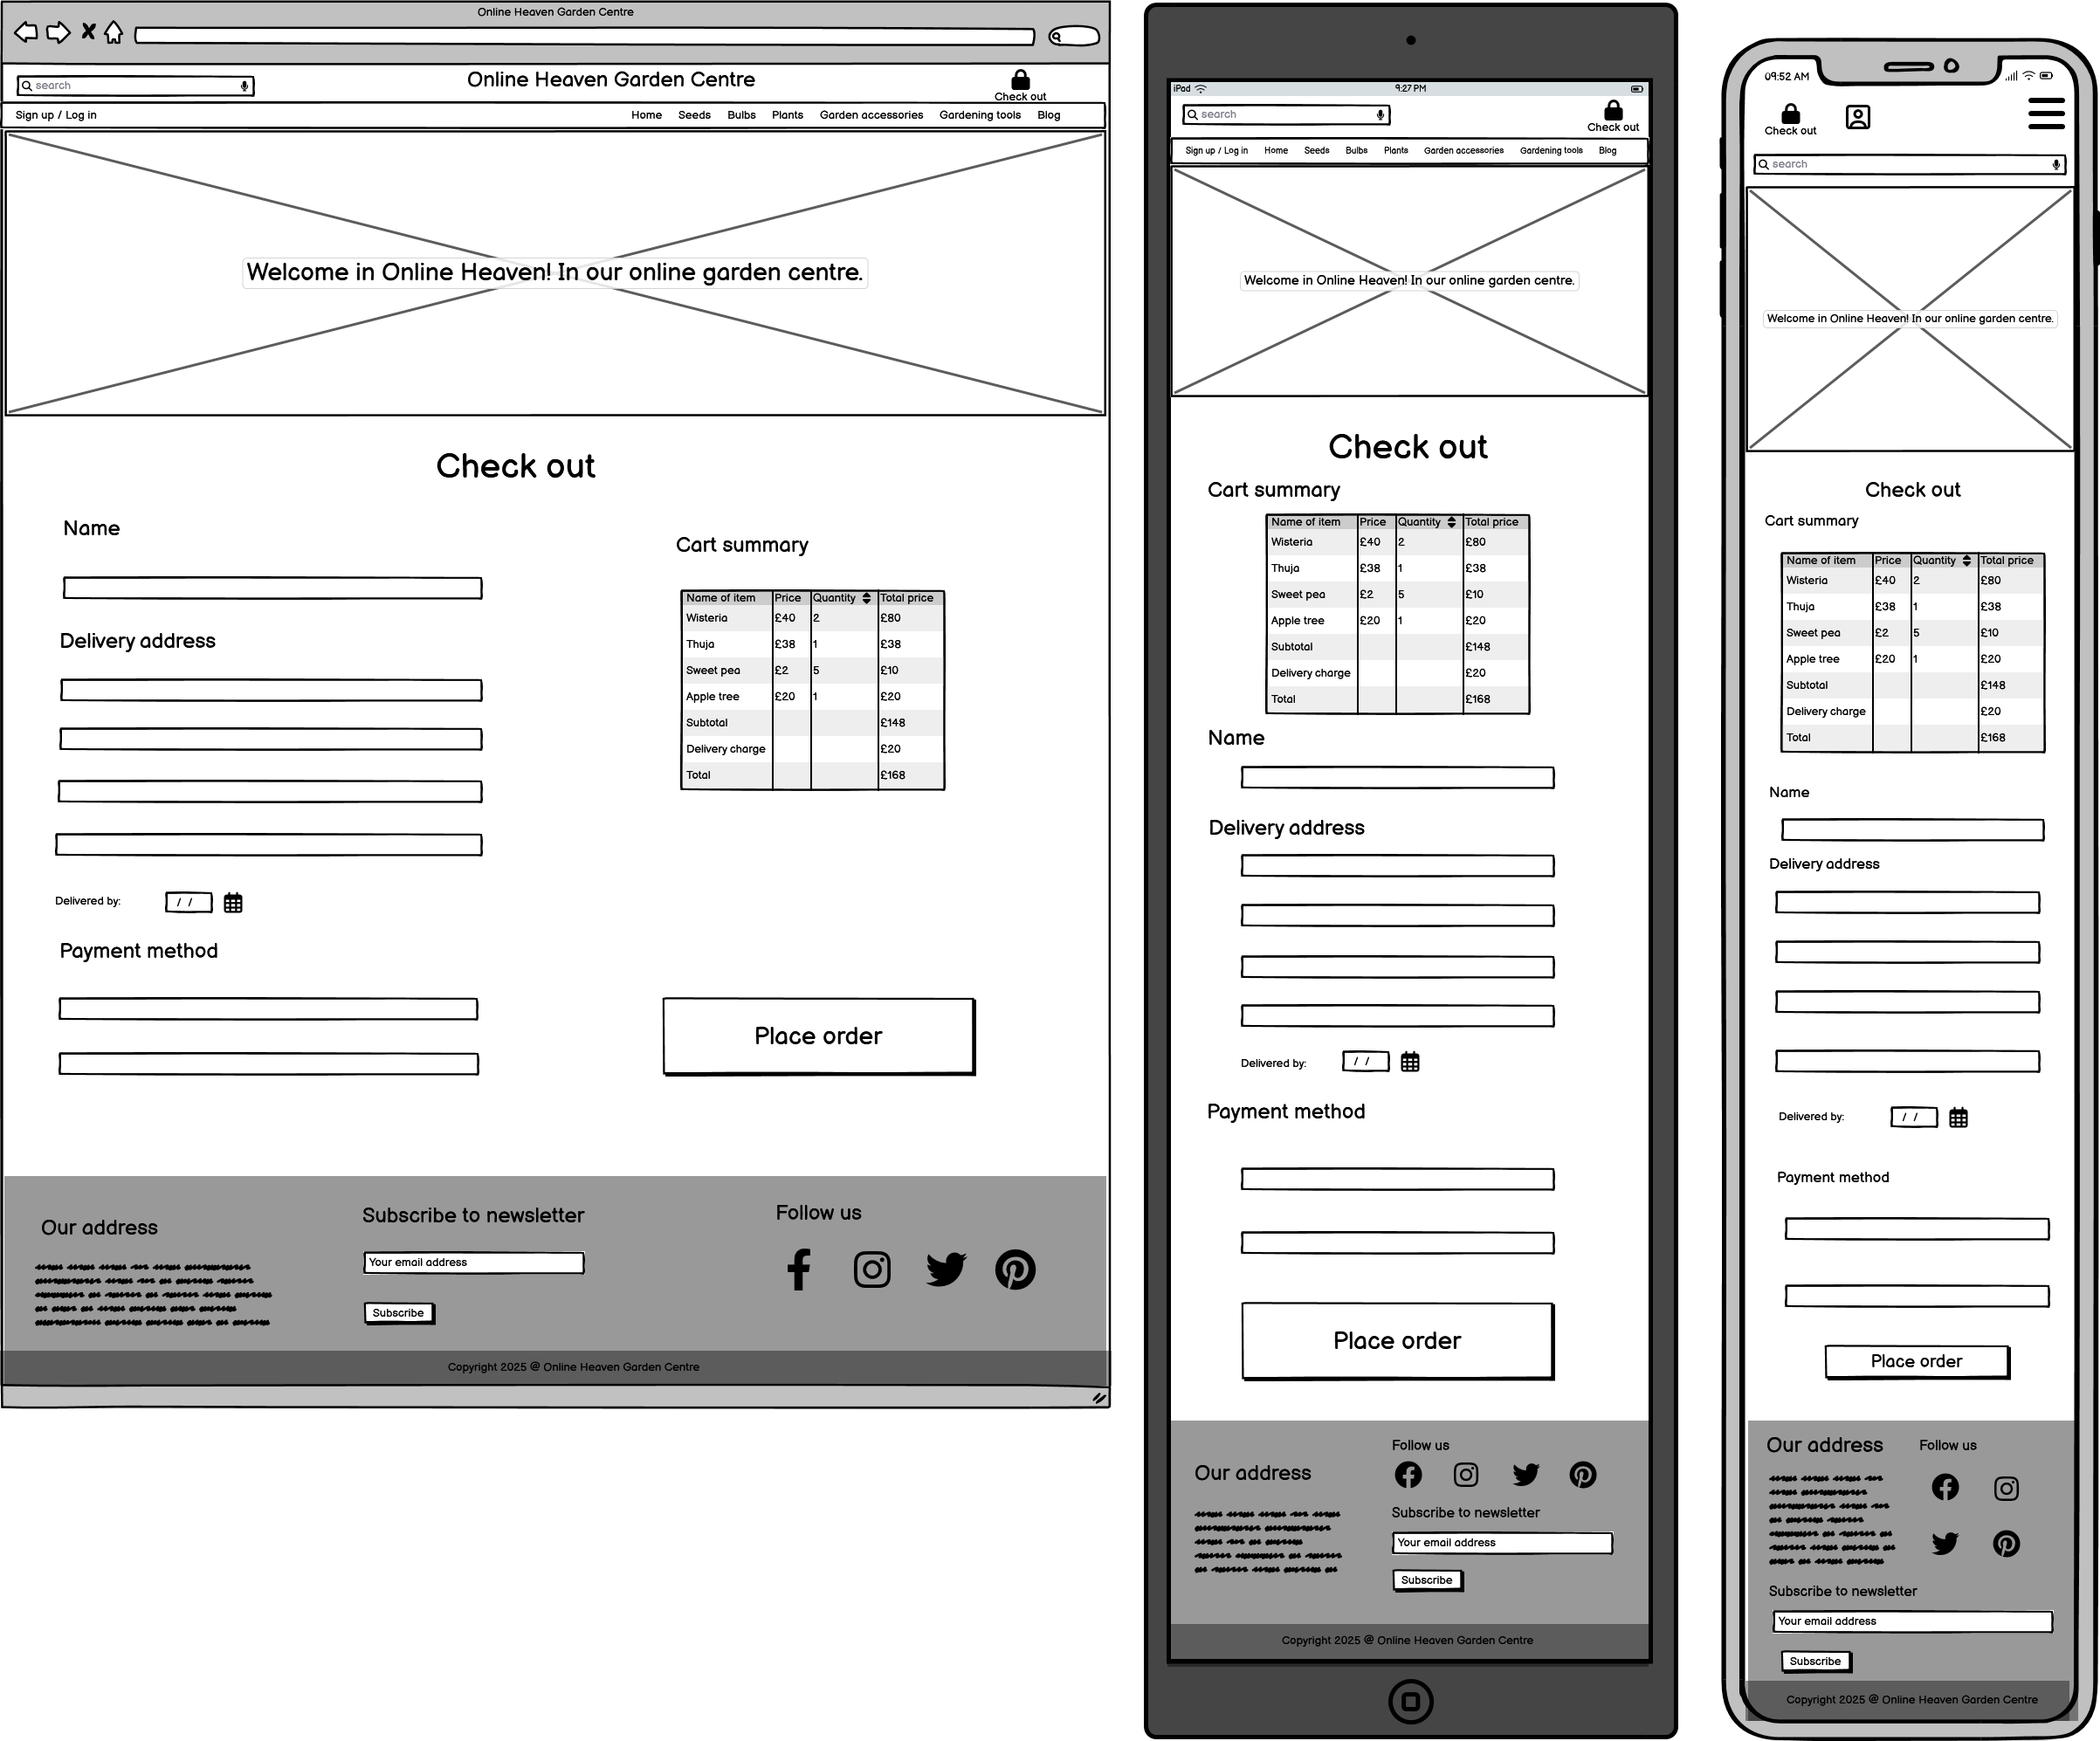 Online Heaven Garden Centre
search
Online Heaven Garden Centre
Check out
Sign up / Log in Home Seeds Bulbs Plants Garden accessories Gardening tools Blog
Welcome in Online Heaven! In our online garden centre.
Check out
Name
Delivery address
Delivered by: / /
Payment method
Cart summary
Name of item Price Quantity Total price
Wisteria £40 2 £80
Thuja £38 1 £38
Sweet pea £2 5 £10
Apple tree £20 1 £20
Subtotal £148
Delivery charge £20
Total £168
Place order
Our address
Subscribe to newsletter
Your email address
Subscribe
Follow us
Copyright 2025 @ Online Heaven Garden Centre
iPad 9:27 PM
search
Check out
Sign up / Log in Home Seeds Bulbs Plants Garden accessories Gardening tools Blog
Welcome in Online Heaven! In our online garden centre.
Check out
Cart summary
Name of item Price Quantity Total price
Wisteria £40 2 £80
Thuja £38 1 £38
Sweet pea £2 5 £10
Apple tree £20 1 £20
Subtotal £148
Delivery charge £20
Total £168
Name
Delivery address
Delivered by: / /
Payment method
Place order
Our address
Follow us
Subscribe to newsletter
Your email address
Subscribe
Copyright 2025 @ Online Heaven Garden Centre
09:52 AM
Check out
search
Welcome in Online Heaven! In our online garden centre.
Check out
Cart summary
Name of item Price Quantity Total price
Wisteria £40 2 £80
Thuja £38 1 £38
Sweet pea £2 5 £10
Apple tree £20 1 £20
Subtotal £148
Delivery charge £20
Total £168
Name
Delivery address
Delivered by: / /
Payment method
Place order
Our address
Follow us
Subscribe to newsletter
Your email address
Subscribe
Copyright 2025 @ Online Heaven Garden Centre